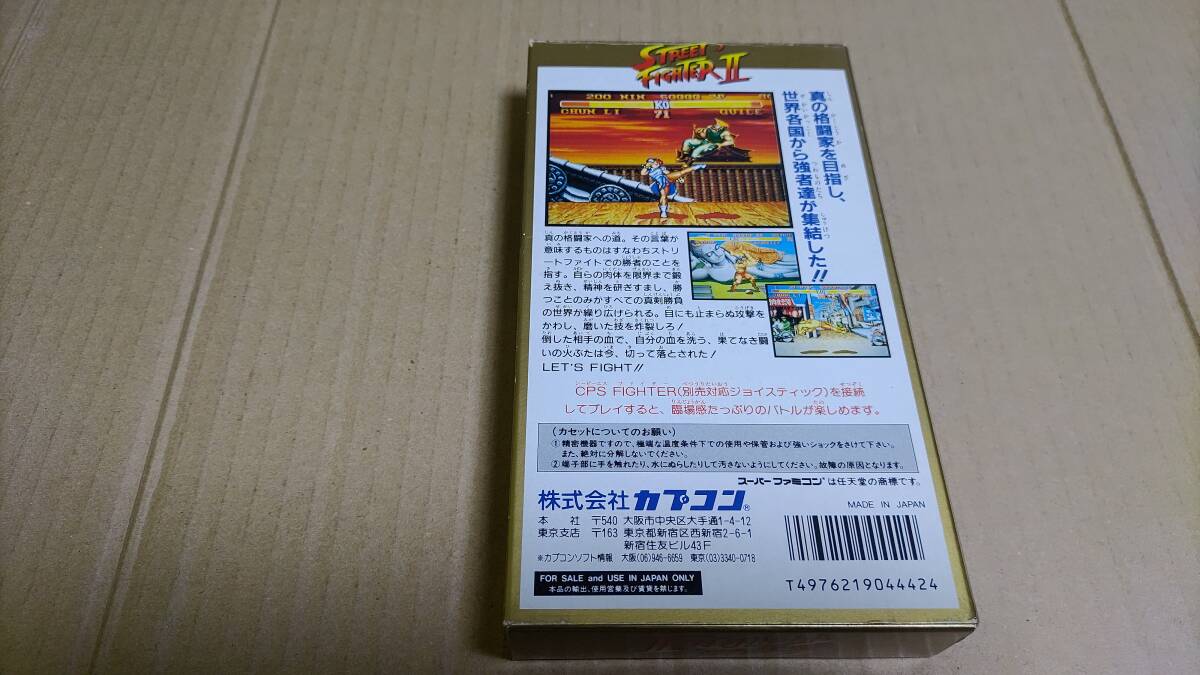 STREET
FIGHTER II
真の格闘家を目指し、
世界各国から強者達が集結した!!
200 MIN 50000
KO
CHUN LI 71 GUILE
真の格闘家への道。その言葉が
意味するものはすなわちストリ
ートファイトでの勝者のことを
指す。自らの肉体を限界まで鍛
え抜き、精神を研ぎすまし、勝
つことのみがすべての真剣勝負
の世界が繰り広げられる。目にも止まらぬ攻撃を
かわし、磨いた技を炸裂しろ!
倒した相手の血で、自分の血を洗う、果てなき闘
いの火ぶたは今、切って落とされた!
LET'S FIGHT!!
CPS FIGHTER(別売対応ジョイスティック)を接続
してプレイすると、臨場感たっぷりのバトルが楽しめます。
(カセットについてのお願い)
①精密機器ですので、極端な温度条件下での使用や保管および強いショックをさけて下さい。
また、絶対に分解しないでください。
②端子部に手を触れたり、水にぬらしたりして汚さないようにしてください。故障の原因となります。
スーパーファミコンは任天堂の商標です。
株式会社カプコン®
MADE IN JAPAN
本 社 〒540 大阪市中央区大手通1-4-12
東京支店 〒163 東京都新宿区西新宿2-6-1
新宿住友ビル43F
※カプコンソフト情報 大阪(06)946-6659 東京(03)3340-0718
FOR SALE and USE IN JAPAN ONLY
本品の輸出、使用営業及び賃貸を禁じます。
T4976219044424